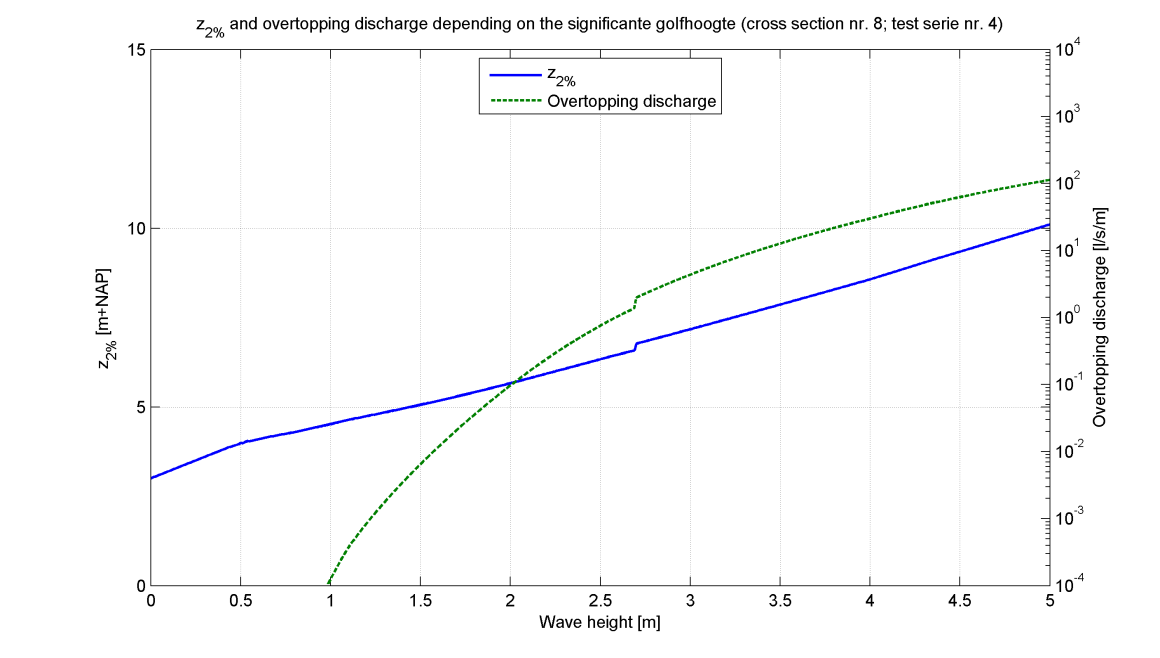 z2% and overtopping discharge depending on the significante golfhoogte (cross section nr. 8; test serie nr. 4)
z2%
Overtopping discharge
z2% [m+NAP]
15
10
5
0
10^4
10^3
10^2
10^1
10^0
10^-1
10^-2
10^-3
10^-4
Overtopping discharge [l/s/m]
0 0.5 1 1.5 2 2.5 3 3.5 4 4.5 5
Wave height [m]